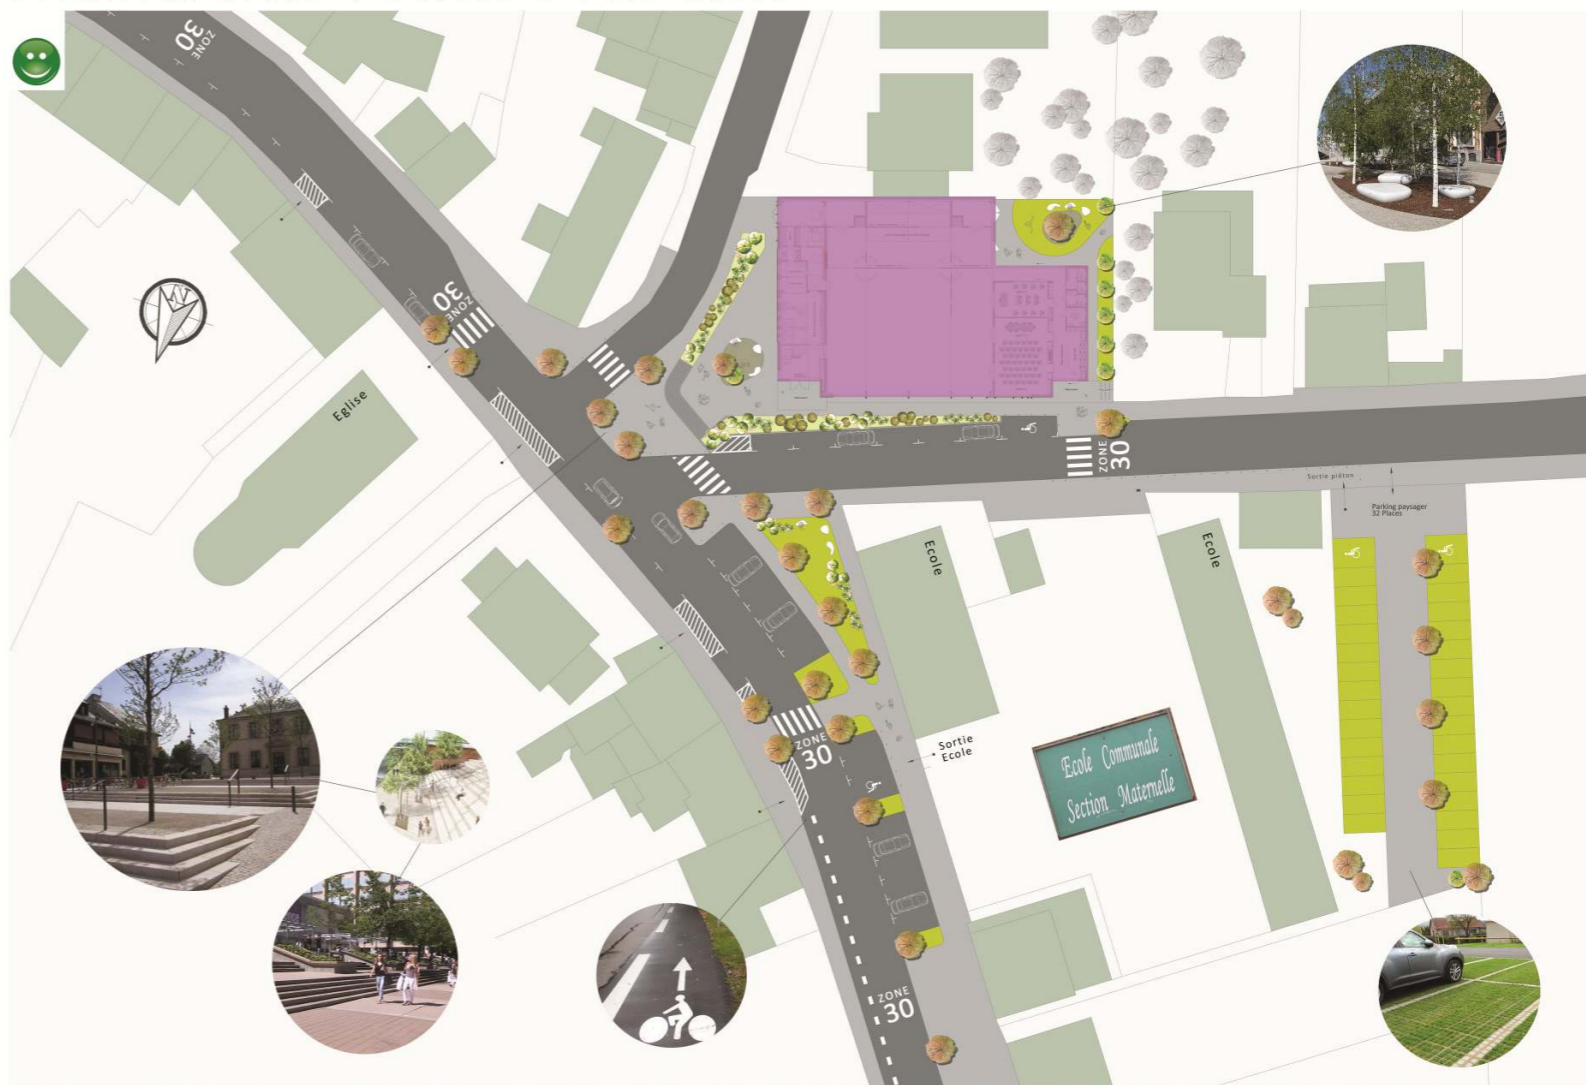 ZONE
30
N
ZONE
30
Eglise
ZONE
30
Sortie piéton
Parking paysager
32 Places
Ecole
Ecole
Sortie
Ecole
ZONE
30
Ecole Communale
Section Maternelle
ZONE
30